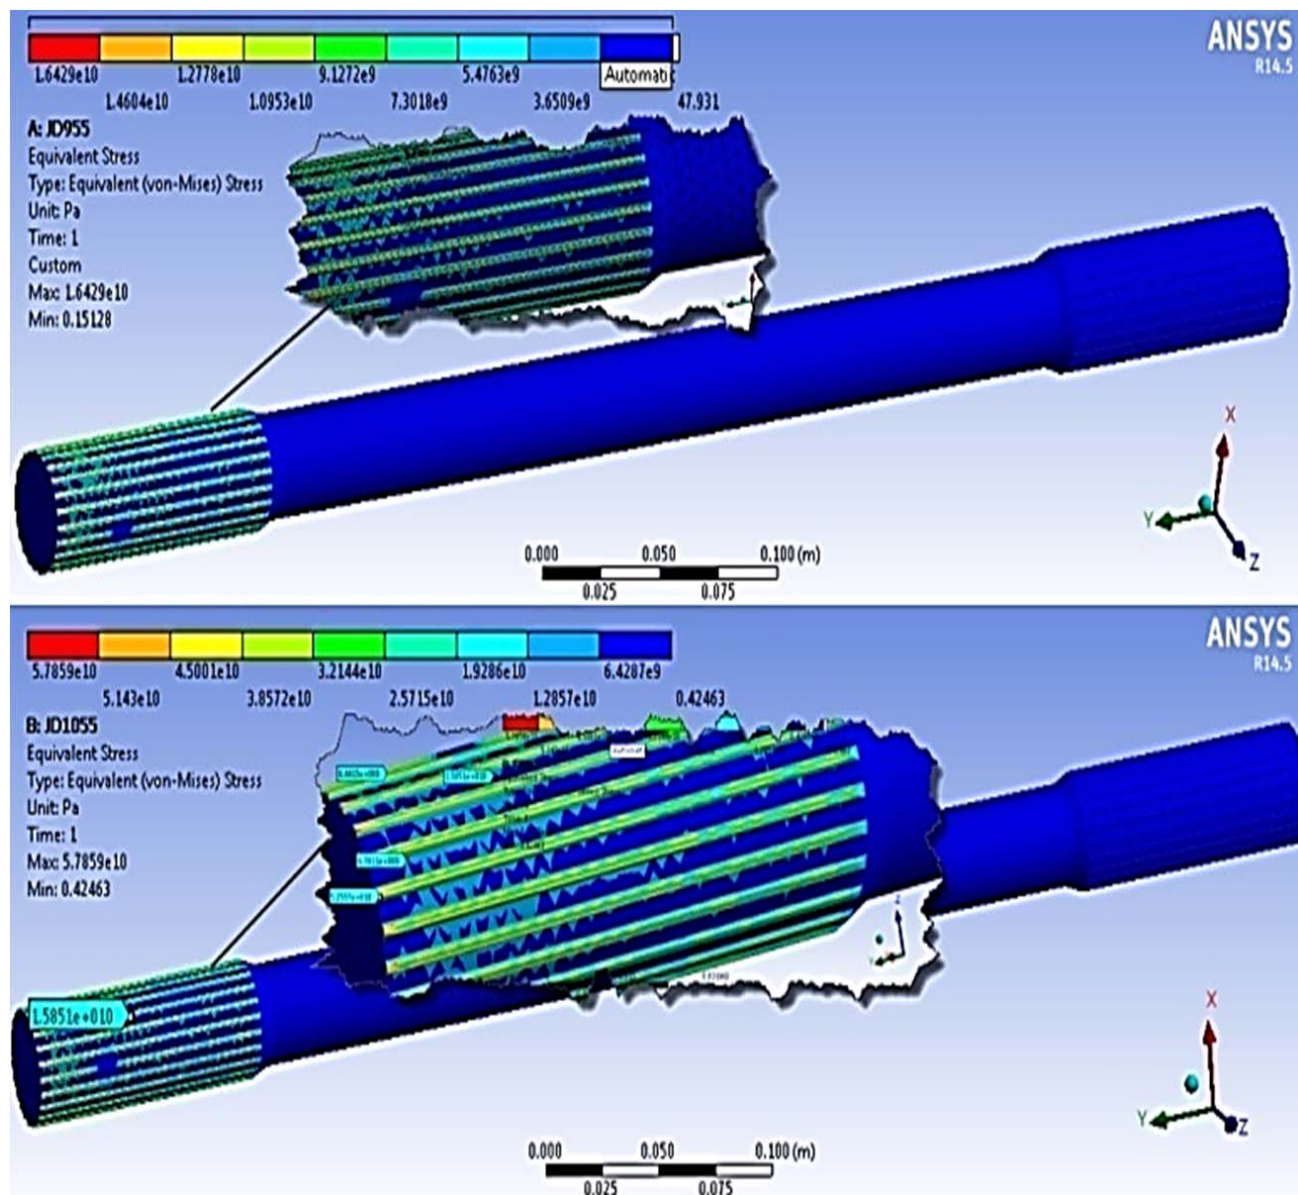 ANSYS
R14.5
1.6429e10 1.2778e10 9.1272e9 5.4763e9 Automatic
1.4604e10 1.0953e10 7.3018e9 3.6509e9 47.931
A: JD955
Equivalent Stress
Type: Equivalent (von-Mises) Stress
Unit: Pa
Time: 1
Custom
Max: 1.6429e10
Min: 0.15128
X
Y
Z
0.000 0.050 0.100 (m)
0.025 0.075
ANSYS
R14.5
5.7859e10 4.5001e10 3.2144e10 1.9286e10 6.4287e9
5.143e10 3.8572e10 2.5715e10 1.2857e10 0.42463
B: JD1055
Equivalent Stress
Type: Equivalent (von-Mises) Stress
Unit: Pa
Time: 1
Max: 5.7859e10
Min: 0.42463
1.5851e+010
Z
Y
X
Y
Z
0.000 0.050 0.100 (m)
0.025 0.075